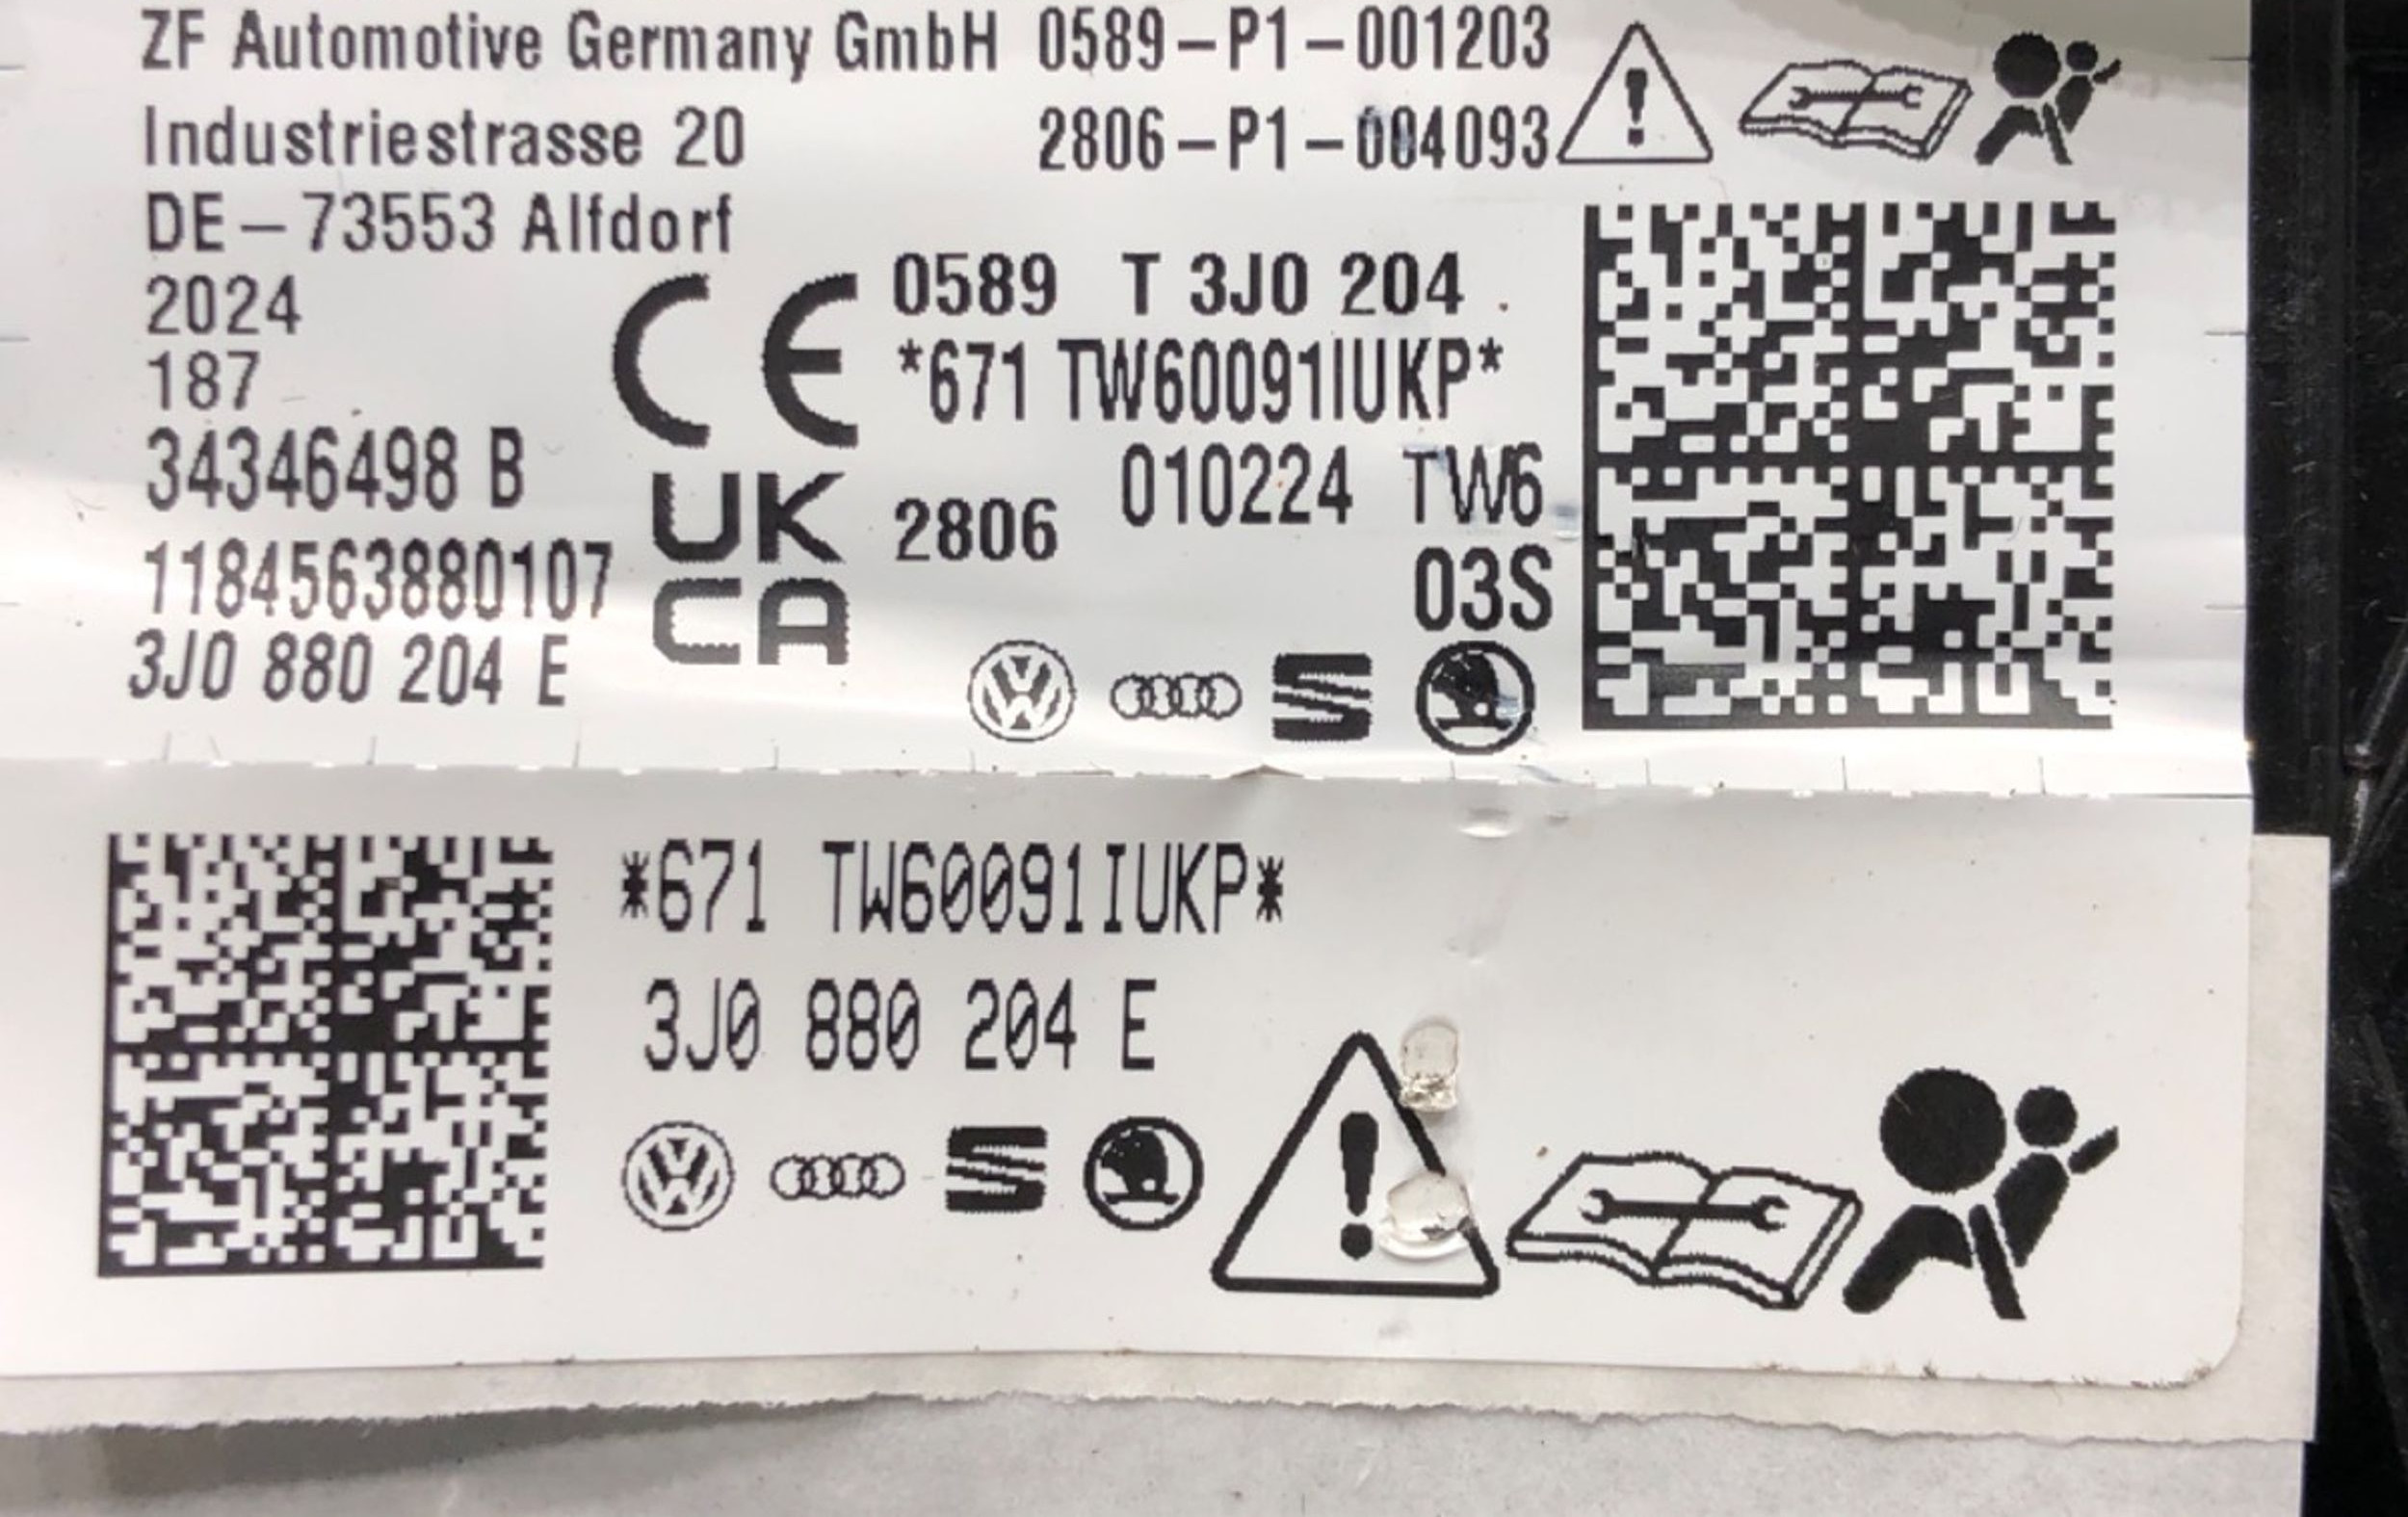 ZF Automotive Germany GmbH 0589-P1-001203
Industriestrasse 20 2806-P1-004093
DE-73553 Alfdorf
2024
187
34346498 B
1184563880107
3J0 880 204 E
CE
UK
CA
0589 T 3J0 204
*671 TW60091IUKP*
010224 TW6
2806
03S
*671 TW60091IUKP*
3J0 880 204 E